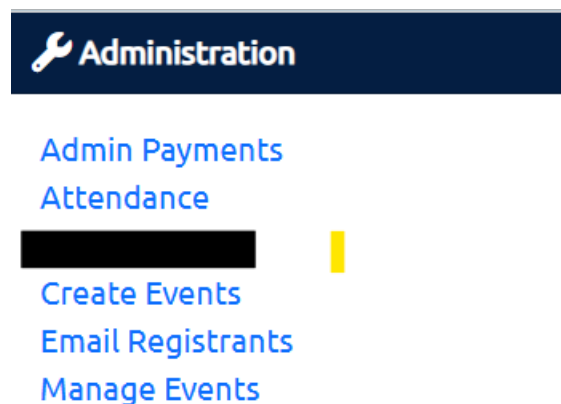 Administration
Admin Payments
Attendance
Create Events
Email Registrants
Manage Events